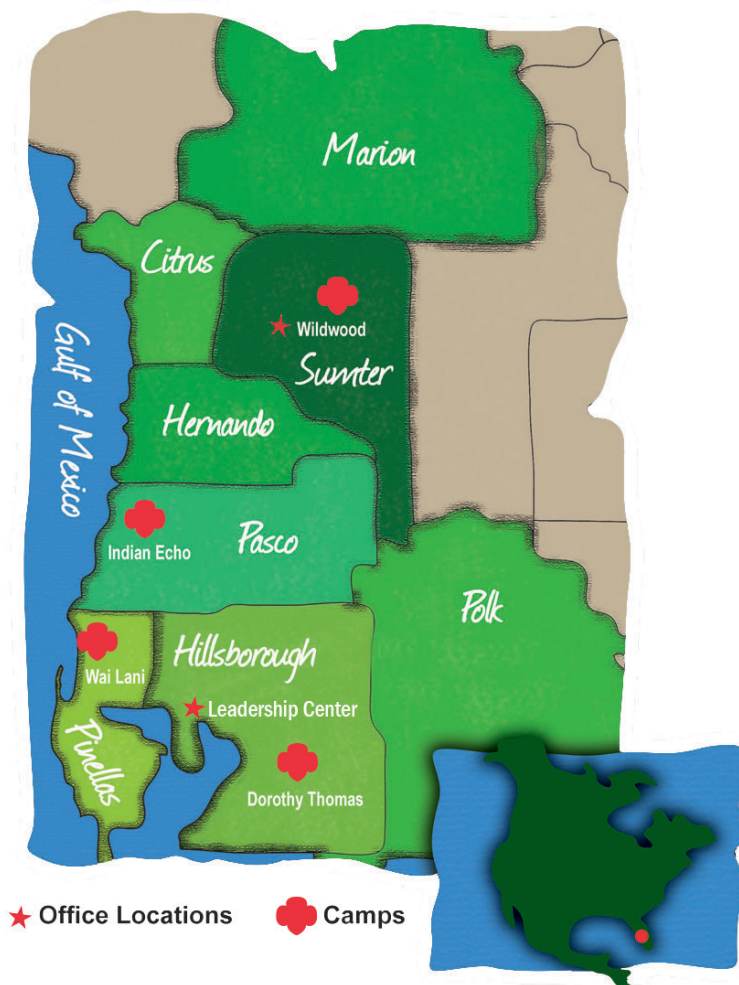 Marion
Citrus
Wildwood
Sumter
Gulf of Mexico
Hernando
Indian Echo
Pasco
Polk
Wai Lani
Hillsborough
Leadership Center
Pinellas
Dorothy Thomas
Office Locations
Camps